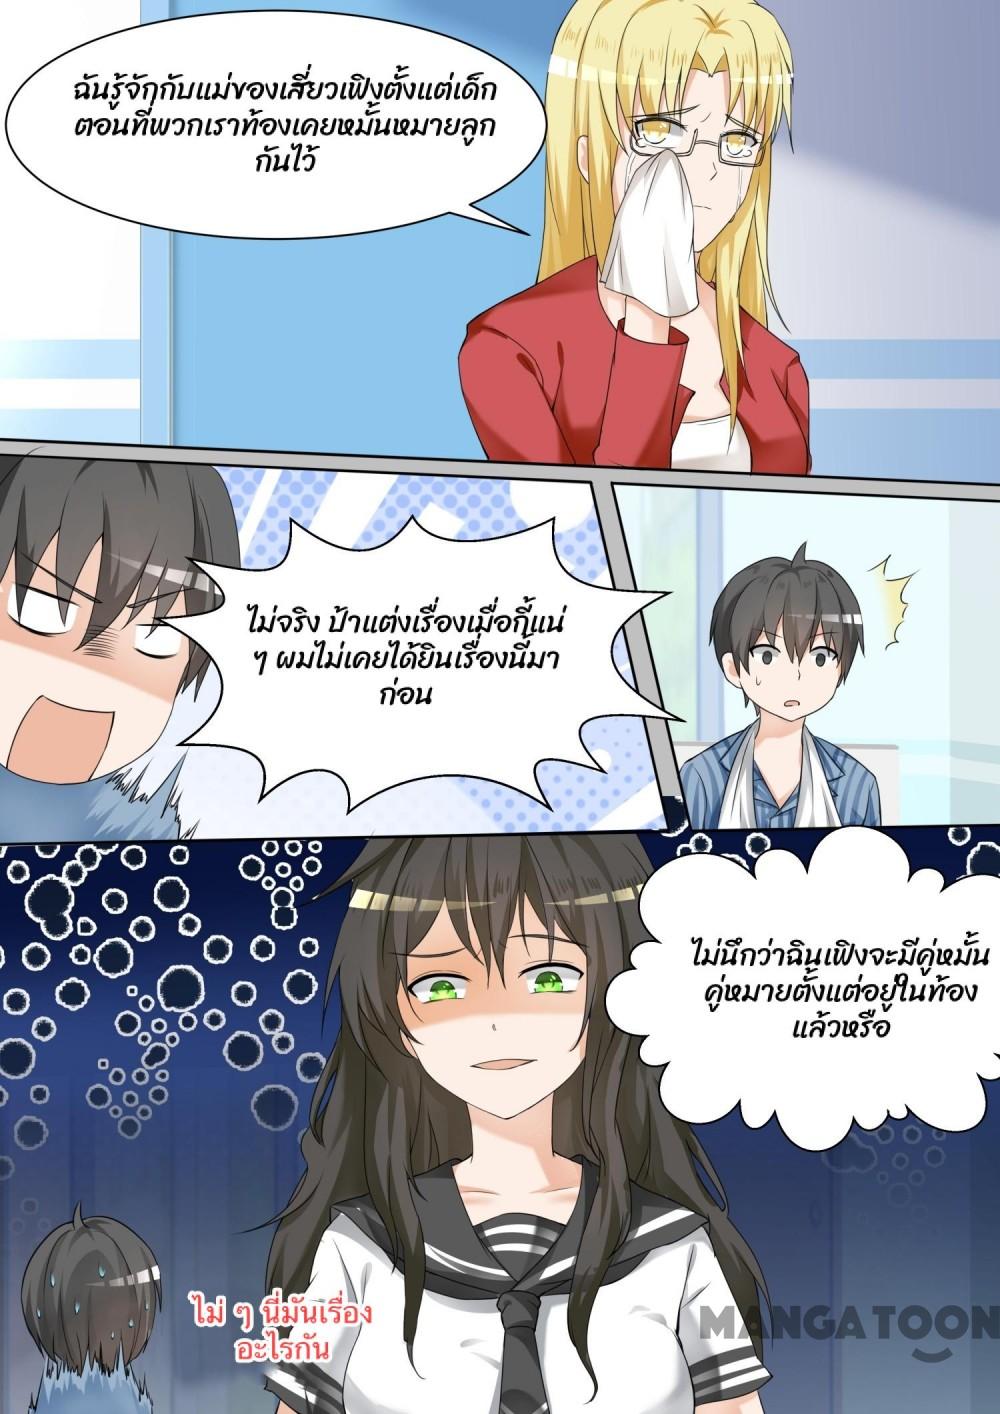 ฉันรู้จักกับแม่ของเสี่ยวเฟิงตั้งแต่เด็ก
ตอนที่พวกเราท้องเคยหมั้นหมายลูก
กันไว้
ไม่จริง ป้าแต่งเรื่องเมื่อกี้แน่
ๆ ผมไม่เคยได้ยินเรื่องนี้มา
ก่อน
ไม่นึกว่าฉินเฟิงจะมีคู่หมั้น
คู่หมายตั้งแต่อยู่ในท้อง
แล้วหรือ
ไม่ ๆ นี่มันเรื่อง
อะไรกัน
MANGATOON